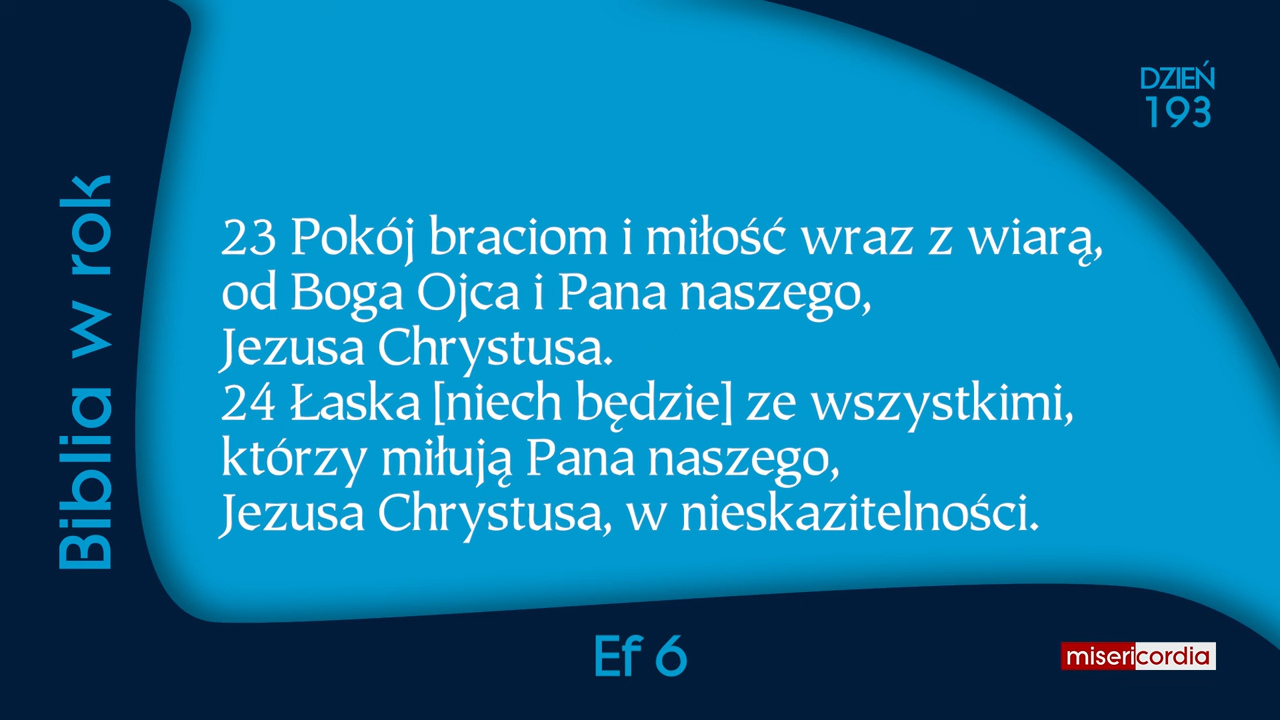 DZIEŃ
193
Biblia w rok
23 Pokój braciom i miłość wraz z wiarą,
od Boga Ojca i Pana naszego,
Jezusa Chrystusa.
24 Łaska [niech będzie] ze wszystkimi,
którzy miłują Pana naszego,
Jezusa Chrystusa, w nieskazitelności.
Ef 6
misericordia